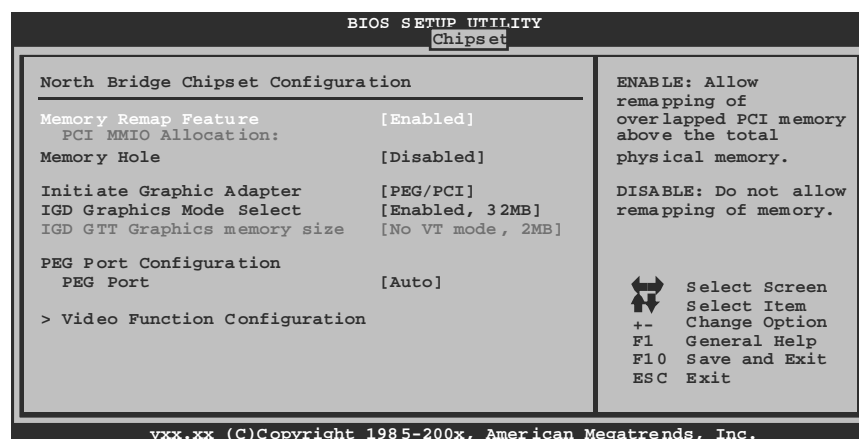 BIOS SETUP UTILITY
Chipset
North Bridge Chipset Configuration
Memory Remap Feature [Enabled]
PCI MMIO Allocation:
Memory Hole [Disabled]
Initiate Graphic Adapter [PEG/PCI]
IGD Graphics Mode Select [Enabled, 32MB]
IGD GTT Graphics memory size [No VT mode, 2MB]
PEG Port Configuration
PEG Port [Auto]
> Video Function Configuration
ENABLE: Allow
remapping of
overlapped PCI memory
above the total
physical memory.
DISABLE: Do not allow
remapping of memory.
Select Screen
Select Item
+- Change Option
F1 General Help
F10 Save and Exit
ESC Exit
vxx.xx (C)Copyright 1985-200x, American Megatrends, Inc.